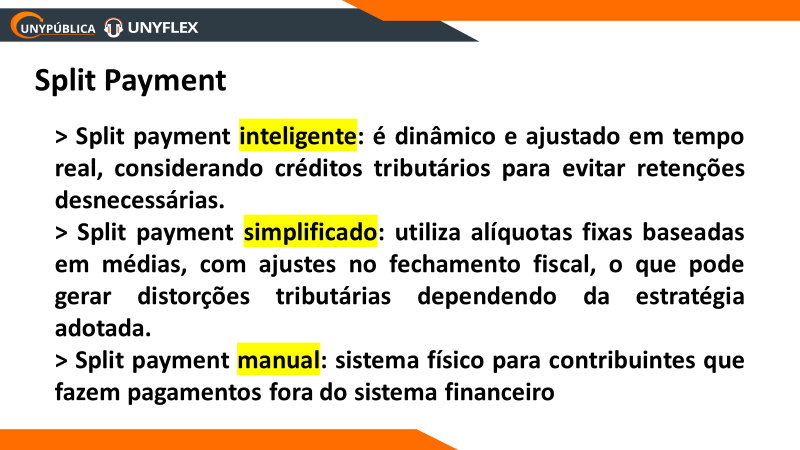 UNYPÚBLICA UNYFLEX
Split Payment
> Split payment inteligente: é dinâmico e ajustado em tempo
real, considerando créditos tributários para evitar retenções
desnecessárias.
> Split payment simplificado: utiliza alíquotas fixas baseadas
em médias, com ajustes no fechamento fiscal, o que pode
gerar distorções tributárias dependendo da estratégia
adotada.
> Split payment manual: sistema físico para contribuintes que
fazem pagamentos fora do sistema financeiro